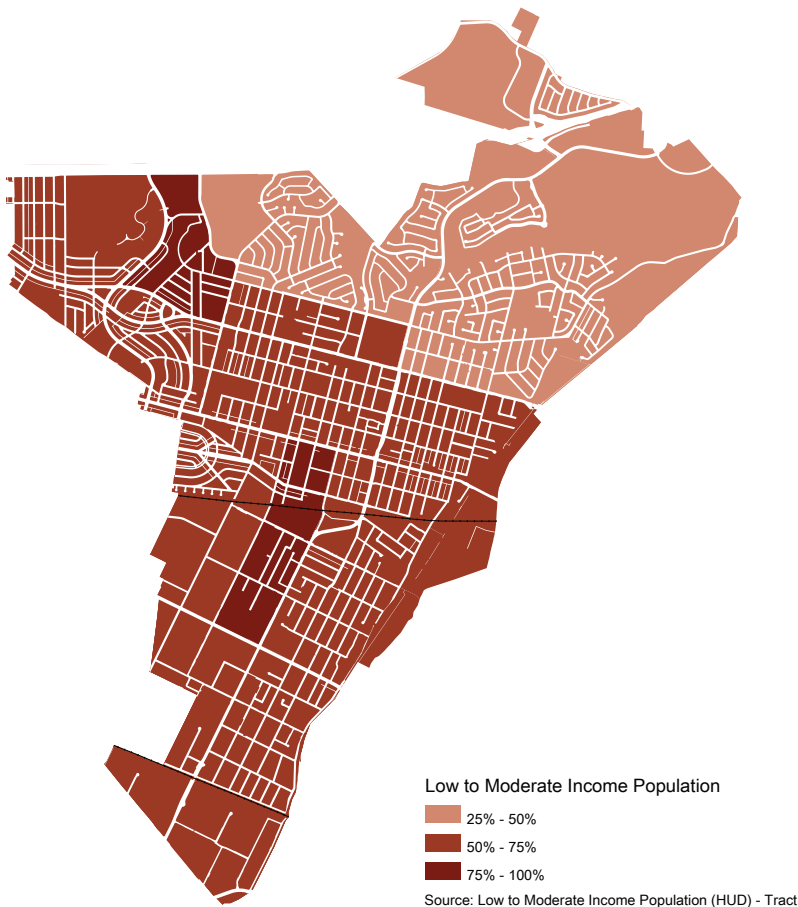 Low to Moderate Income Population
25% - 50%
50% - 75%
75% - 100%
Source: Low to Moderate Income Population (HUD) - Tract